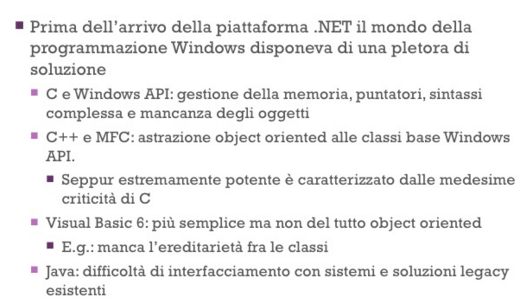 Prima dell’arrivo della piattaforma .NET il mondo della
programmazione Windows disponeva di una pletora di
soluzione
C e Windows API: gestione della memoria, puntatori, sintassi
complessa e mancanza degli oggetti
C++ e MFC: astrazione object oriented alle classi base Windows
API.
Seppur estremamente potente è caratterizzato dalle medesime
criticità di C
Visual Basic 6: più semplice ma non del tutto object oriented
E.g.: manca l’ereditarietà fra le classi
Java: difficoltà di interfacciamento con sistemi e soluzioni legacy
esistenti